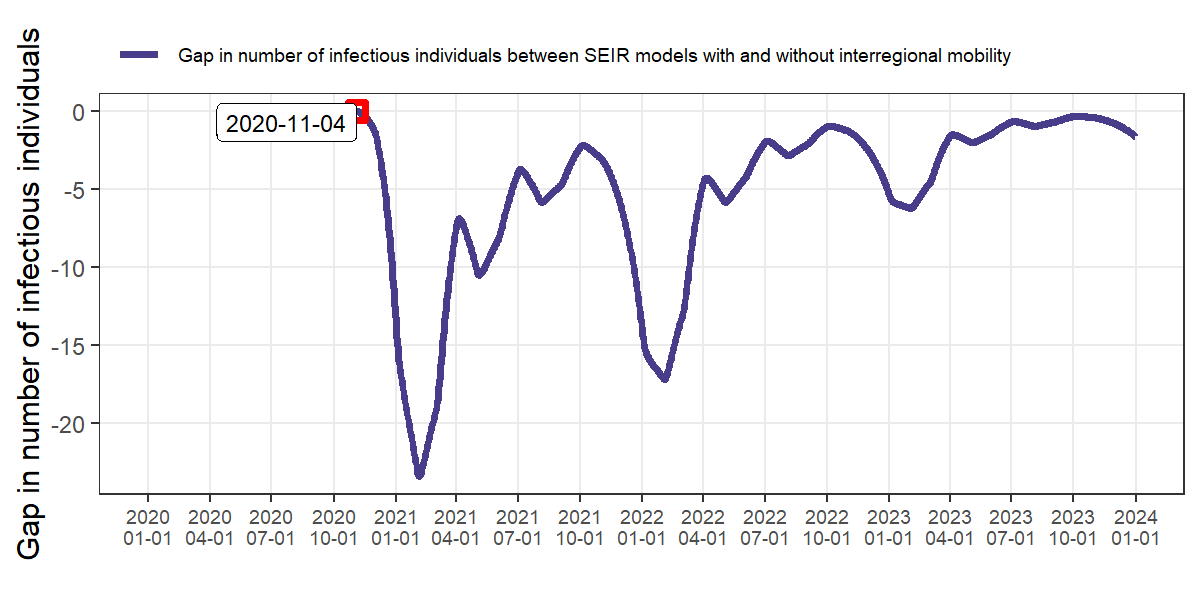 Gap in number of infectious individuals between SEIR models with and without interregional mobility
Gap in number of infectious individuals
0
-5
-10
-15
-20
2020-11-04
2020 2020 2020 2020 2021 2021 2021 2021 2022 2022 2022 2022 2023 2023 2023 2023 2024
01-01 04-01 07-01 10-01 01-01 04-01 07-01 10-01 01-01 04-01 07-01 10-01 01-01 04-01 07-01 10-01 01-01